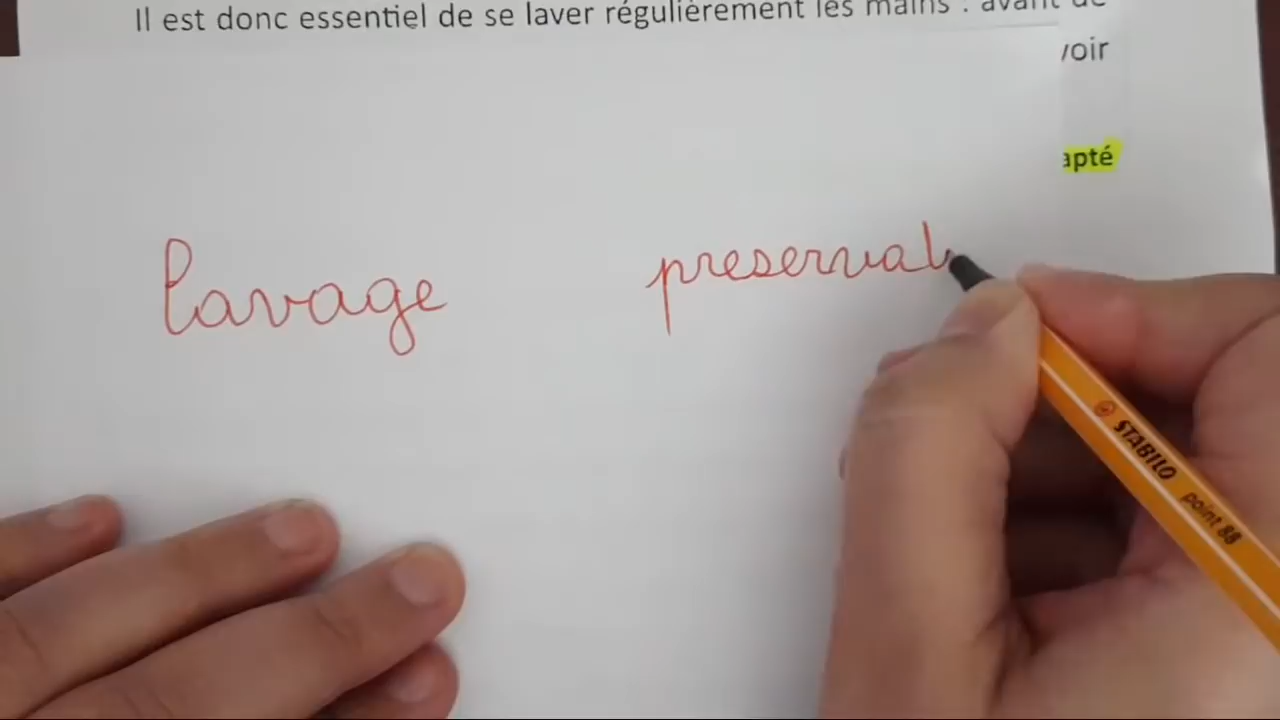 Il est donc essentiel de se laver régulièrement les mains : avant de
voir
apté
lavage preservat
STABILO point 88